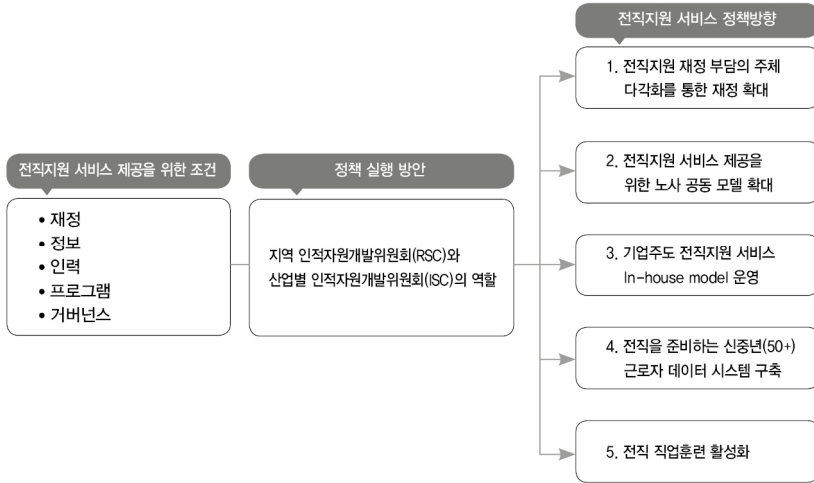 전직지원 서비스 제공을 위한 조건
• 재정
• 정보
• 인력
• 프로그램
• 거버넌스
정책 실행 방안
지역 인적자원개발위원회(RSC)와
산업별 인적자원개발위원회(ISC)의 역할
전직지원 서비스 정책방향
1. 전직지원 재정 부담의 주체
다각화를 통한 재정 확대
2. 전직지원 서비스 제공을
위한 노사 공동 모델 확대
3. 기업주도 전직지원 서비스
In-house model 운영
4. 전직을 준비하는 신중년(50+)
근로자 데이터 시스템 구축
5. 전직 직업훈련 활성화